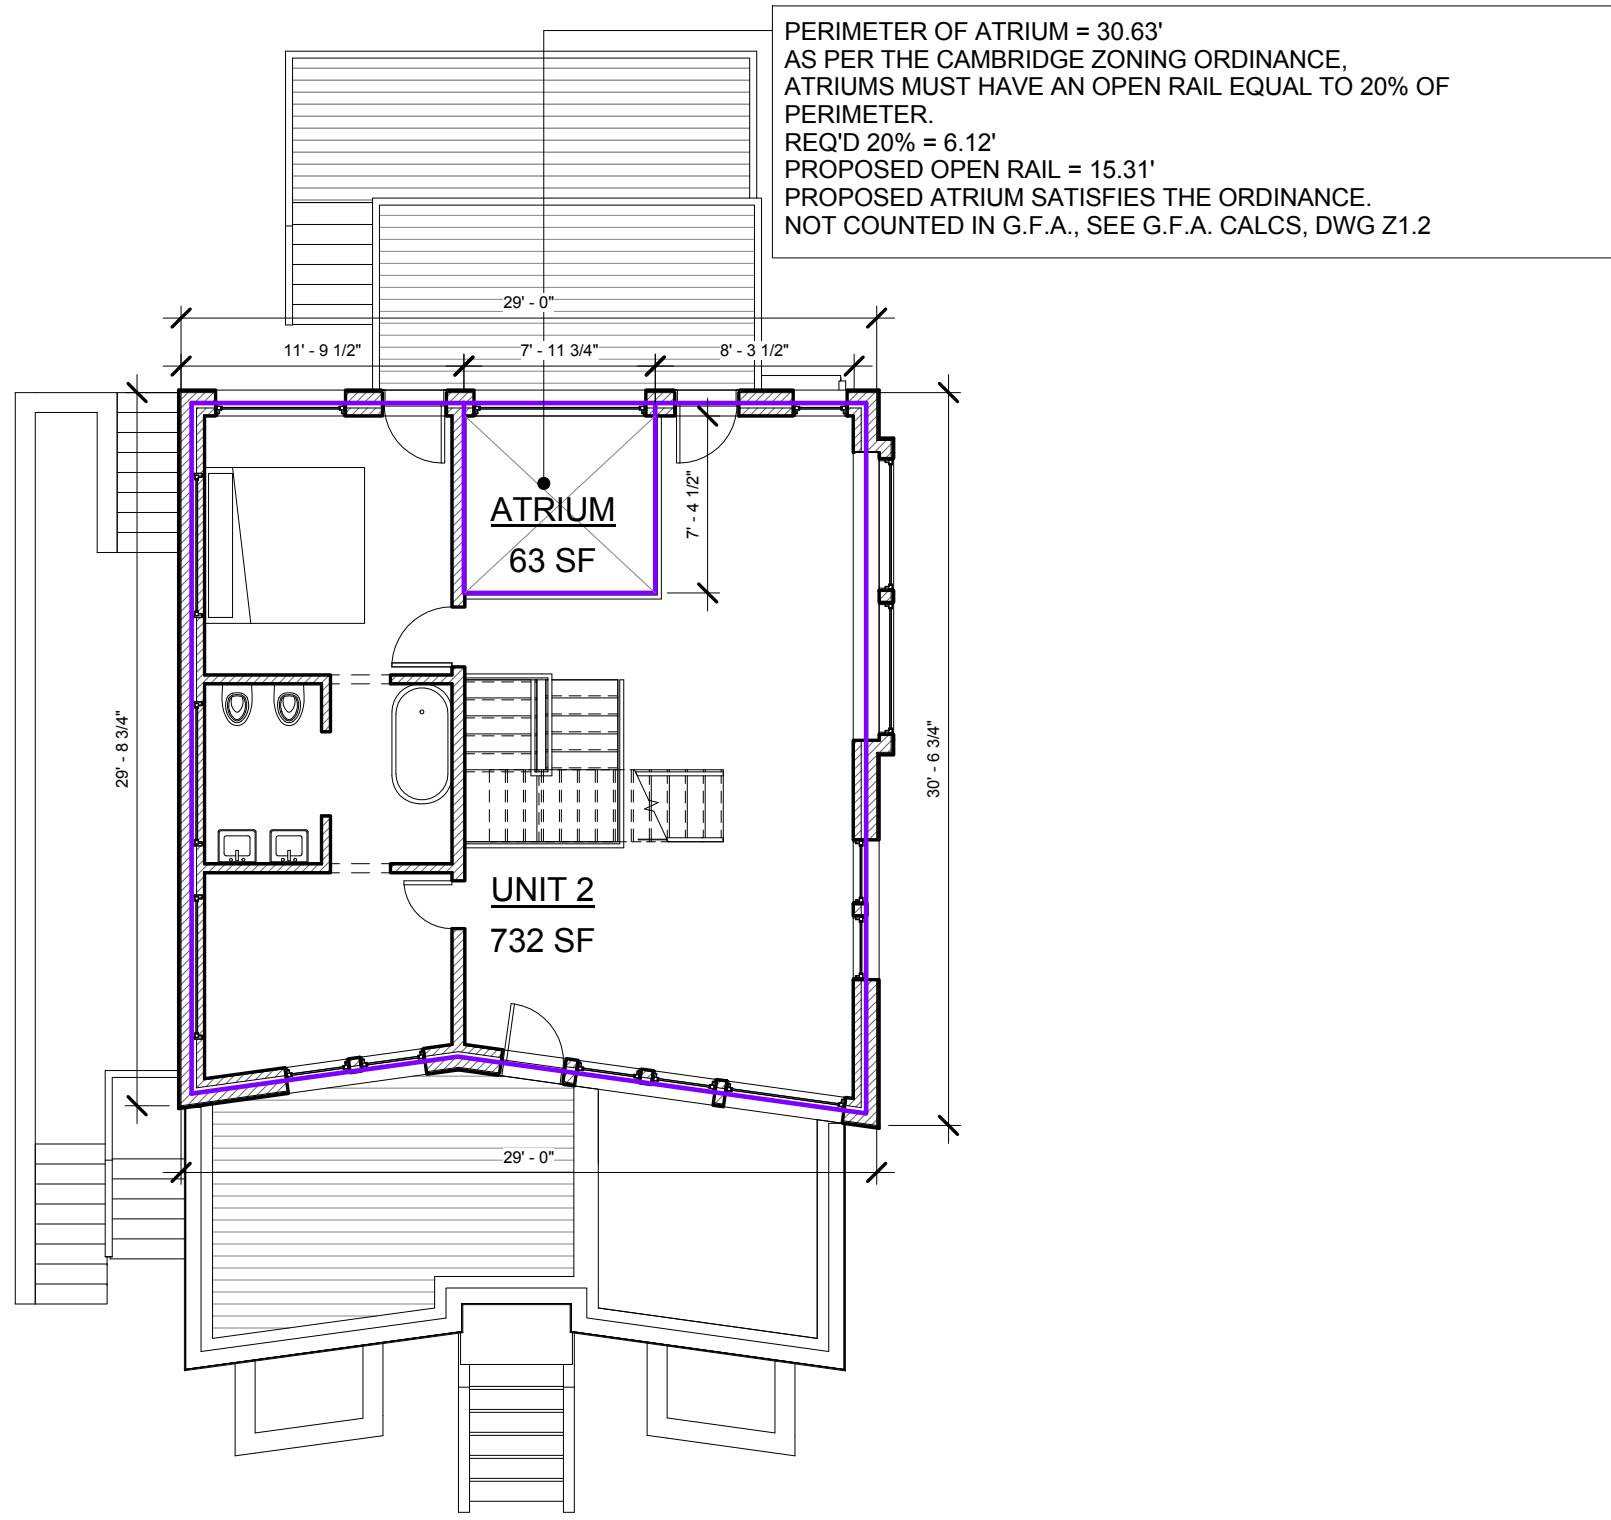 PERIMETER OF ATRIUM = 30.63'
AS PER THE CAMBRIDGE ZONING ORDINANCE,
ATRIUMS MUST HAVE AN OPEN RAIL EQUAL TO 20% OF
PERIMETER.
REQ'D 20% = 6.12'
PROPOSED OPEN RAIL = 15.31'
PROPOSED ATRIUM SATISFIES THE ORDINANCE.
NOT COUNTED IN G.F.A., SEE G.F.A. CALCS, DWG Z1.2
29' - 0"
11' - 9 1/2"
7' - 11 3/4"
8' - 3 1/2"
7' - 4 1/2"
ATRIUM
63 SF
29' - 8 3/4"
30' - 6 3/4"
UNIT 2
732 SF
29' - 0"